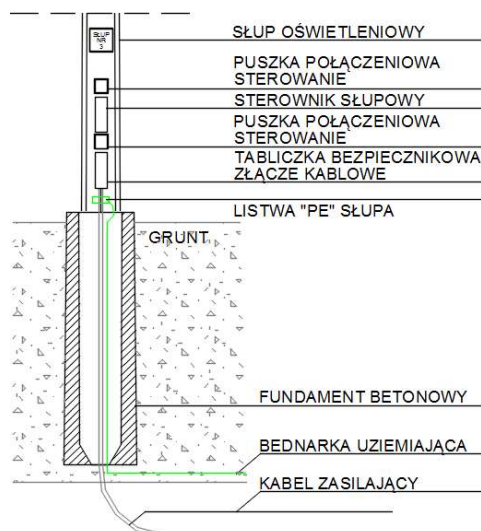 SŁUP
NR
3
SŁUP OŚWIETLENIOWY
PUSZKA POŁĄCZENIOWA
STEROWANIE
STEROWNIK SŁUPOWY
PUSZKA POŁĄCZENIOWA
STEROWANIE
TABLICZKA BEZPIECZNIKOWA
ZŁĄCZE KABLOWE
LISTWA "PE" SŁUPA
GRUNT
FUNDAMENT BETONOWY
BEDNARKA UZIEMIAJĄCA
KABEL ZASILAJĄCY